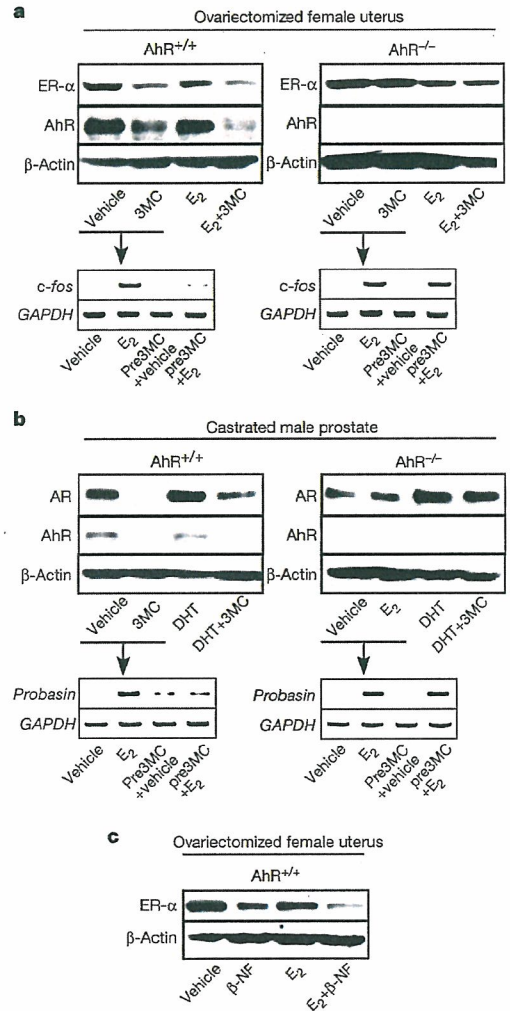 a
Ovariectomized female uterus
AhR+/+ AhR–/–
ER-α ER-α
AhR AhR
β-Actin β-Actin
Vehicle 3MC E2 E2+3MC Vehicle 3MC E2 E2+3MC
c-fos c-fos
GAPDH GAPDH
Vehicle E2 Pre3MC +vehicle pre3MC +E2 Vehicle E2 Pre3MC +vehicle pre3MC +E2
b
Castrated male prostate
AhR+/+ AhR–/–
AR AR
AhR AhR
β-Actin β-Actin
Vehicle 3MC DHT DHT+3MC Vehicle E2 DHT DHT+3MC
Probasin Probasin
GAPDH GAPDH
Vehicle E2 Pre3MC +vehicle pre3MC +E2 Vehicle E2 Pre3MC +vehicle pre3MC +E2
c
Ovariectomized female uterus
AhR+/+
ER-α
β-Actin
Vehicle β-NF E2 E2+β-NF